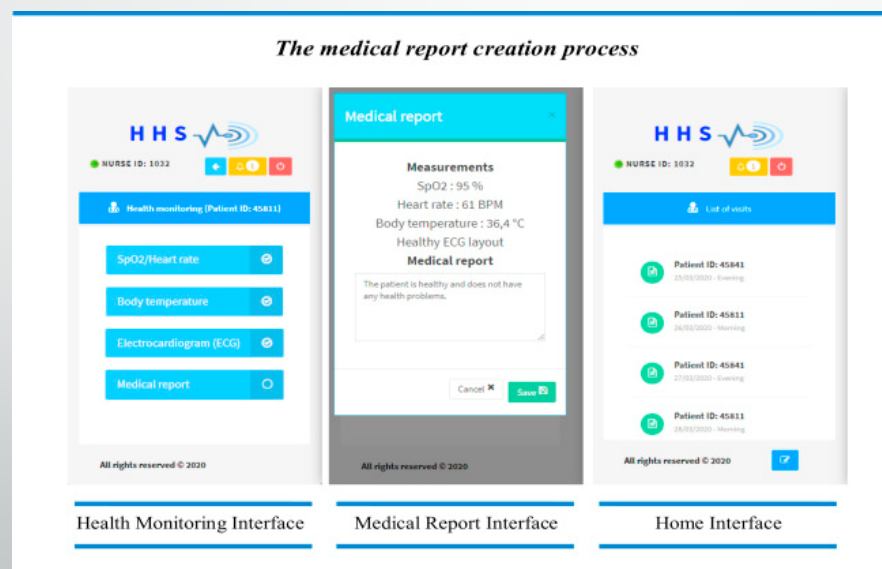 The medical report creation process
HHS
NURSE ID: 1032
1
Health monitoring (Patient ID: 45811)
SpO2/Heart rate
Body temperature
Electrocardiogram (ECG)
Medical report
All rights reserved © 2020
Health Monitoring Interface
Medical report
×
Measurements
SpO2 : 95 %
Heart rate : 61 BPM
Body temperature : 36,4 °C
Healthy ECG layout
Medical report
The patient is healthy and does not have
any health problems.
Cancel ✖
Save
All rights reserved © 2020
Medical Report Interface
HHS
NURSE ID: 1032
1
List of visits
Patient ID: 45841
25/03/2020 - Evening
Patient ID: 45811
26/03/2020 - Morning
Patient ID: 45841
27/03/2020 - Evening
Patient ID: 45811
28/03/2020 - Morning
All rights reserved © 2020
Home Interface